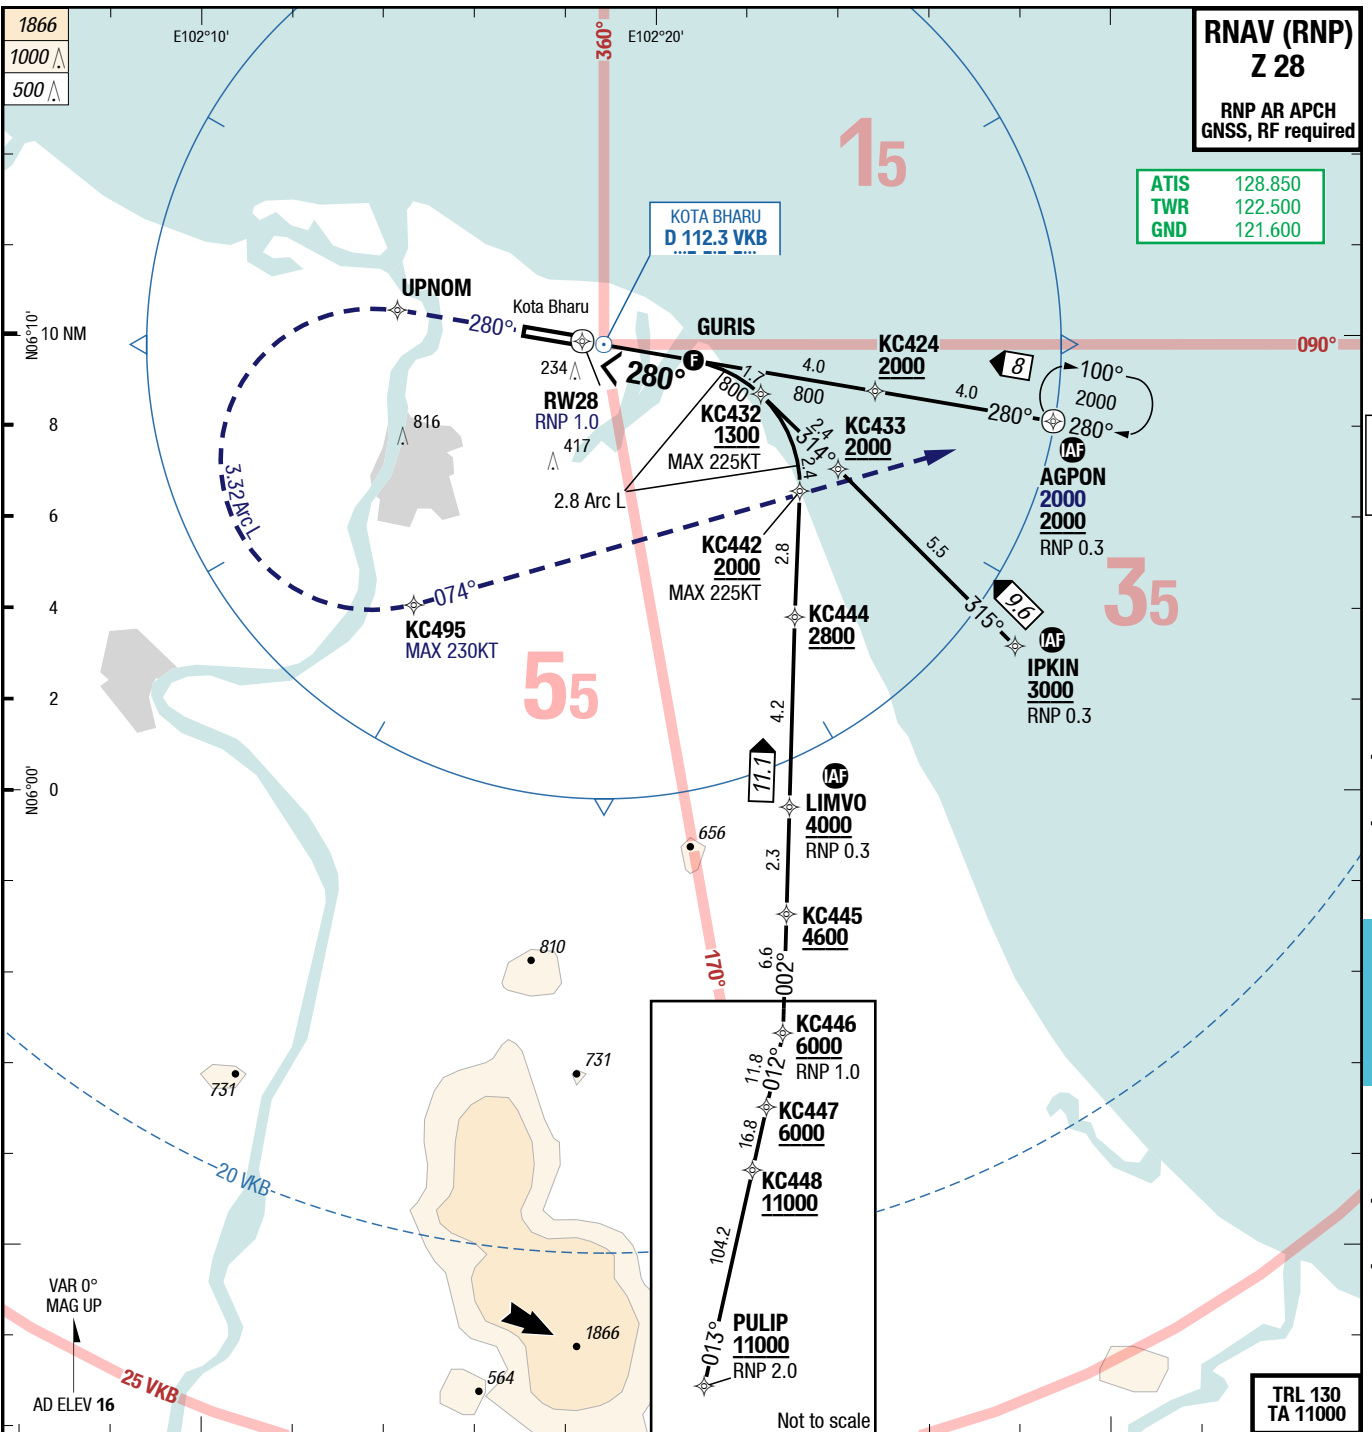 1866
1000
500
E102°10'
360°
E102°20'
RNAV (RNP)
Z 28
RNP AR APCH
GNSS, RF required
15
ATIS 128.850
TWR 122.500
GND 121.600
KOTA BHARU
D 112.3 VKB
UPNOM
Kota Bharu
280°
N06°10'
10 NM
GURIS
F
KC424
2000
090°
8
100°
2000
280°
4.0
4.0
280°
1.7
800
800
234
280°
RW28
RNP 1.0
KC432
1300
MAX 225KT
2.4
314°
KC433
2000
IAF
AGPON
2000
2000
RNP 0.3
8
816
417
2.4
2.8 Arc L
3.32 Arc L
6
KC442
2000
MAX 225KT
2.8
5.5
9.6
35
315°
4
074°
KC495
MAX 230KT
KC444
2800
IAF
IPKIN
3000
RNP 0.3
55
2
4.2
11.1
N06°00'
0
IAF
LIMVO
4000
RNP 0.3
656
2.3
KC445
4600
810
170°
6.6
002°
KC446
6000
RNP 1.0
731
731
11.8
012°
KC447
6000
16.8
KC448
11000
20 VKB
104.2
VAR 0°
MAG UP
1866
PULIP
11000
RNP 2.0
013°
25 VKB
564
AD ELEV 16
Not to scale
TRL 130
TA 11000